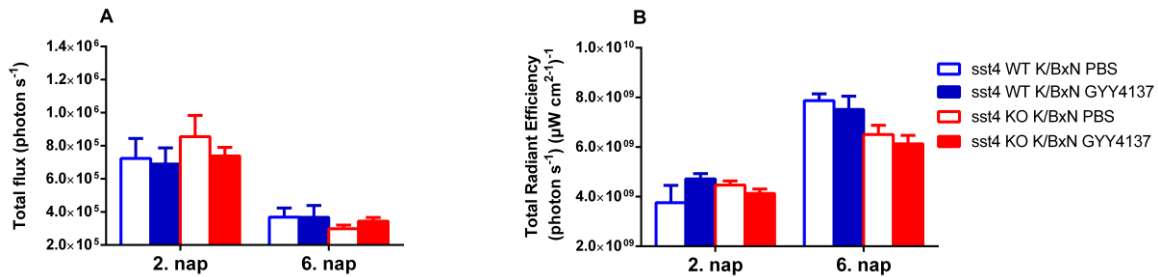 A
Total flux (photon s⁻¹)
1.4×10⁶
1.2×10⁶
1.0×10⁶
8.0×10⁵
6.0×10⁵
4.0×10⁵
2.0×10⁵
2. nap 6. nap
B
Total Radiant Efficiency
(photon s⁻¹) (µW cm²⁻¹)⁻¹
1.0×10¹⁰
8.0×10⁰⁹
6.0×10⁰⁹
4.0×10⁰⁹
2.0×10⁰⁹
2. nap 6. nap
sst4 WT K/BxN PBS
sst4 WT K/BxN GYY4137
sst4 KO K/BxN PBS
sst4 KO K/BxN GYY4137